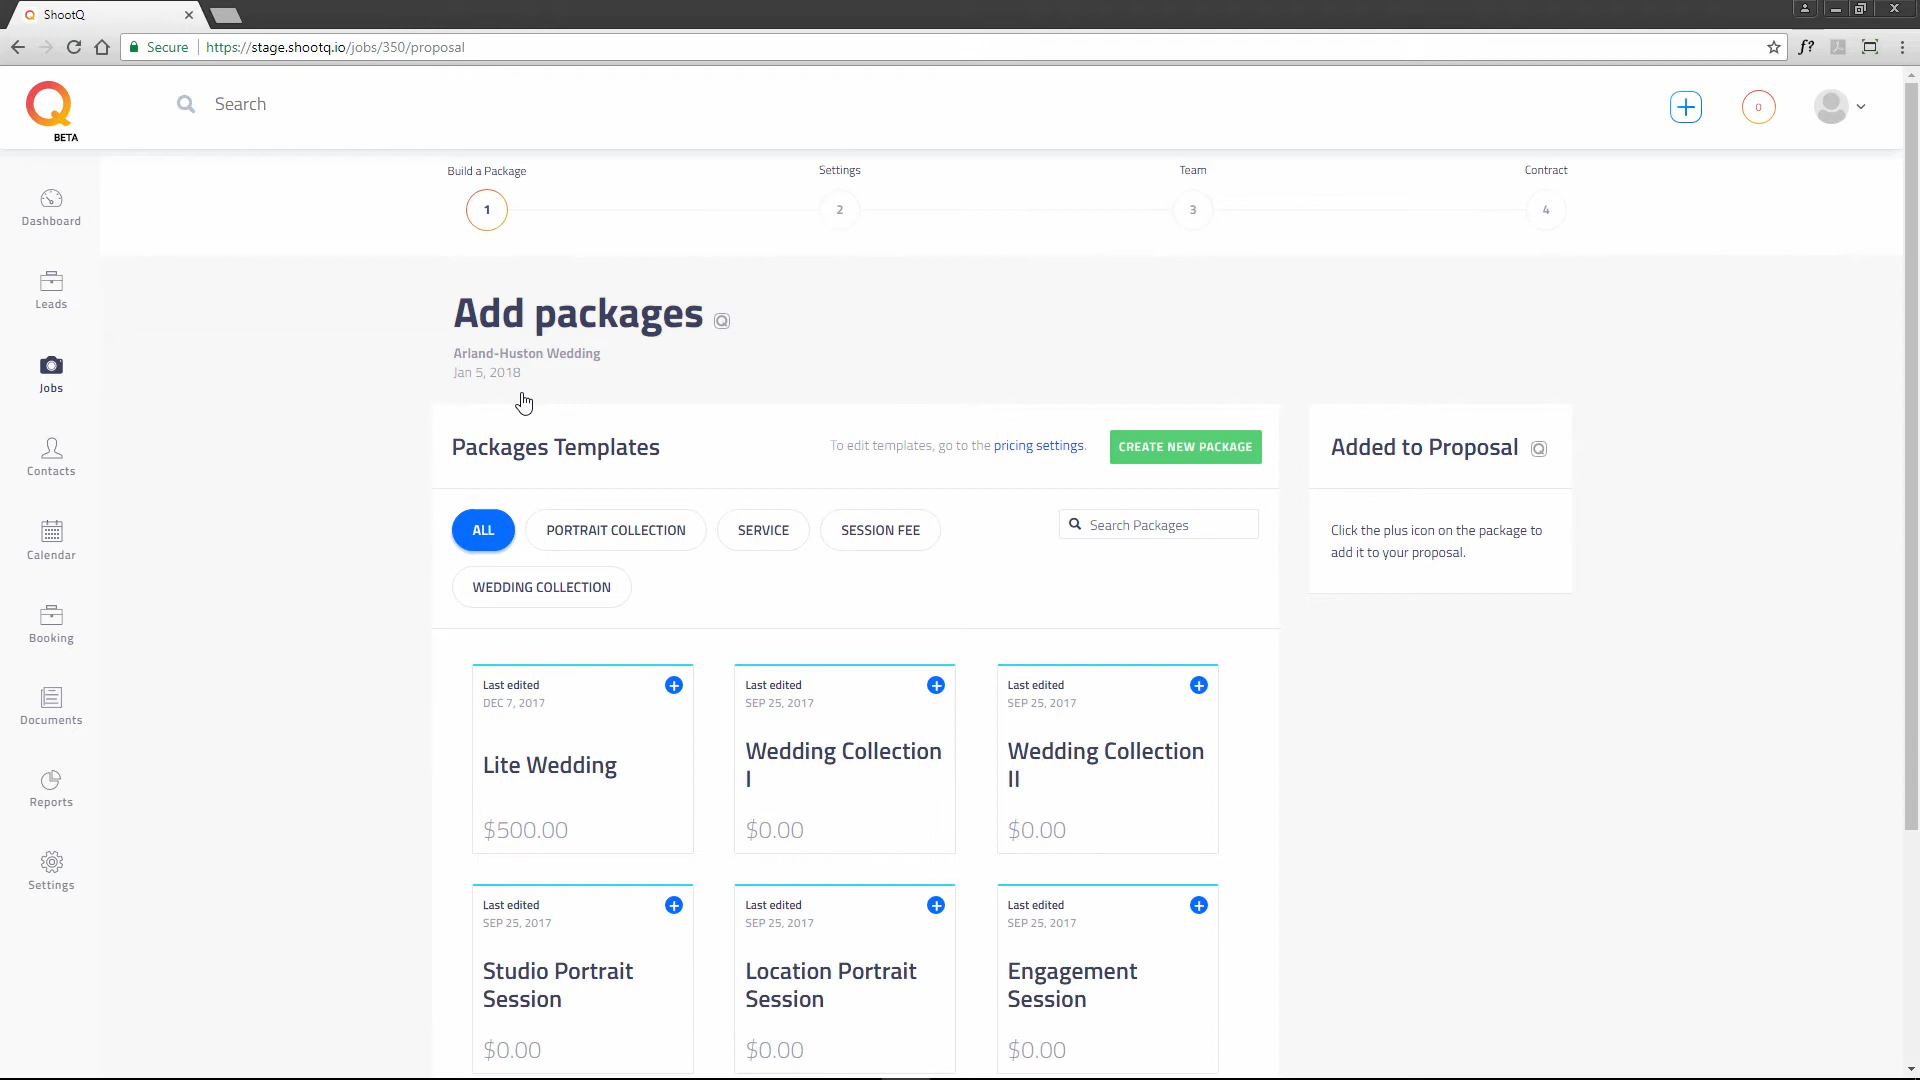 ShootQ
Secure https://stage.shootq.io/jobs/350/proposal
f?
BETA
Search
0
Build a Package
Settings
Team
Contract
1
2
3
4
Dashboard
Leads
Jobs
Contacts
Calendar
Booking
Documents
Reports
Settings
Add packages
Arland-Huston Wedding
Jan 5, 2018
Packages Templates
To edit templates, go to the pricing settings.
CREATE NEW PACKAGE
ALL
PORTRAIT COLLECTION
SERVICE
SESSION FEE
WEDDING COLLECTION
Search Packages
Added to Proposal
Click the plus icon on the package to
add it to your proposal.
Last edited
DEC 7, 2017
Lite Wedding
$500.00
Last edited
SEP 25, 2017
Wedding Collection
I
$0.00
Last edited
SEP 25, 2017
Wedding Collection
II
$0.00
Last edited
SEP 25, 2017
Studio Portrait
Session
$0.00
Last edited
SEP 25, 2017
Location Portrait
Session
$0.00
Last edited
SEP 25, 2017
Engagement
Session
$0.00